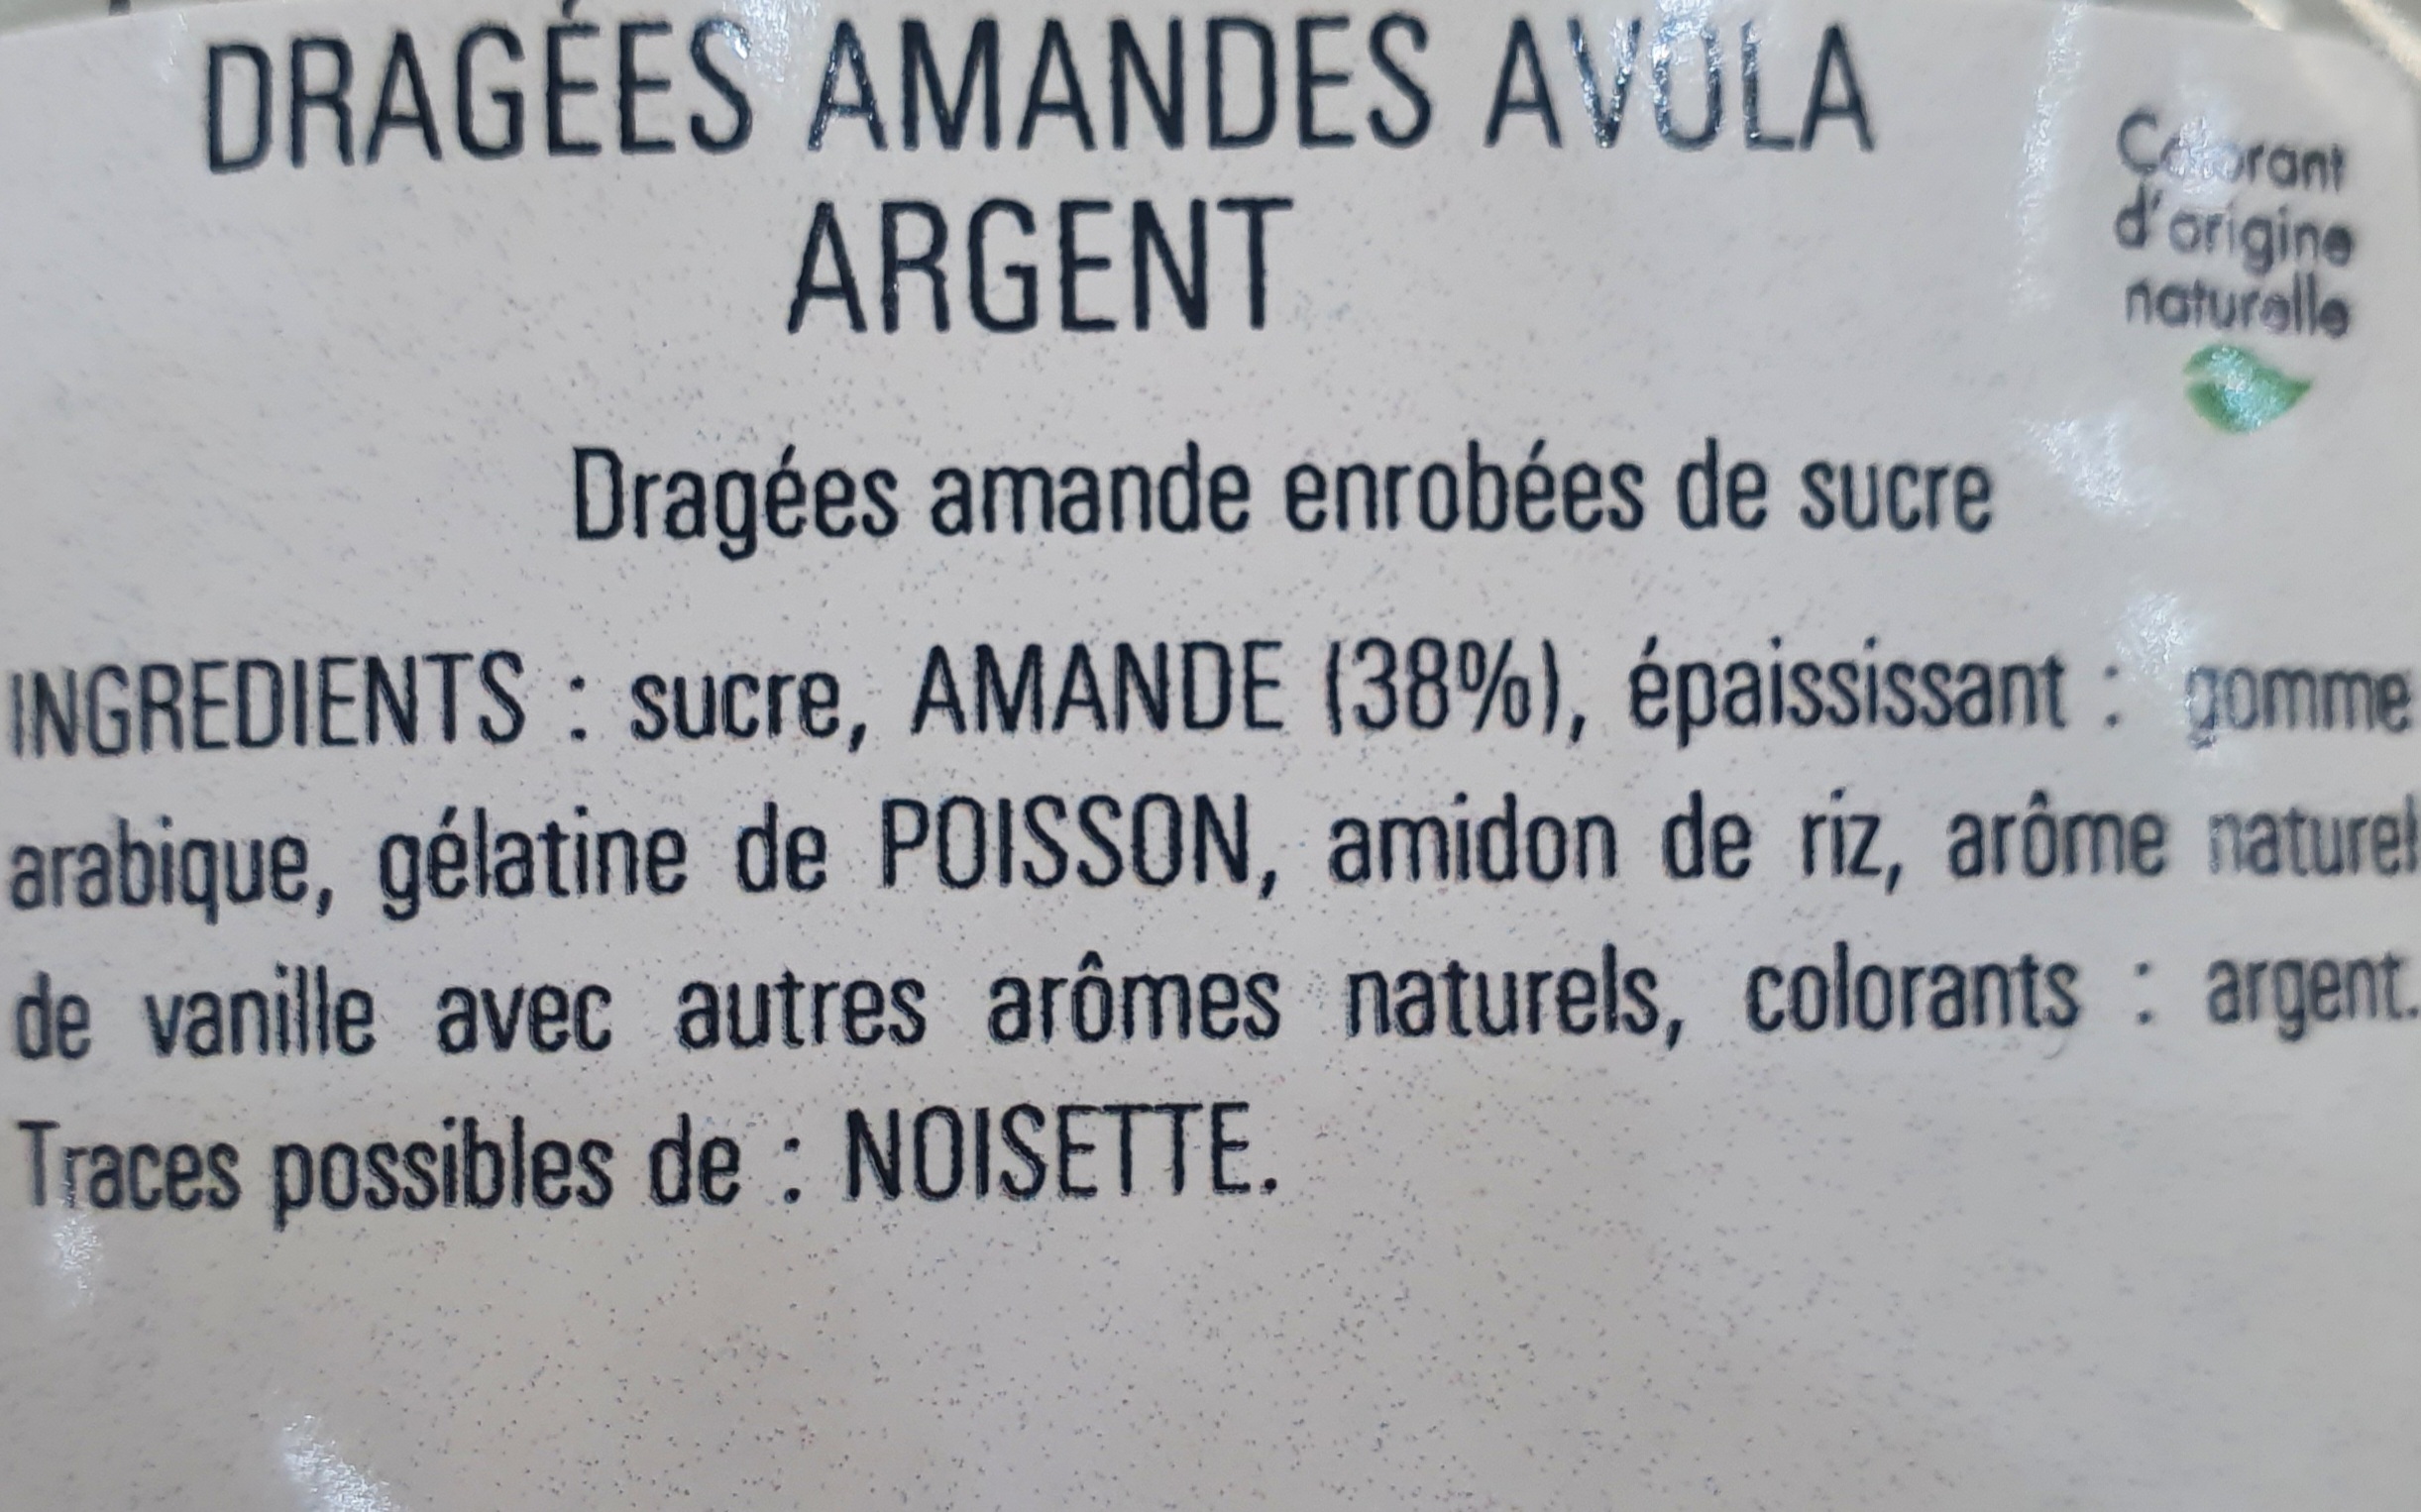 DRAGÉES AMANDES AVOLA
ARGENT
Colorant
d'origine
naturelle
Dragées amande enrobées de sucre
INGREDIENTS : sucre, AMANDE (38%), épaississant : gomme
arabique, gélatine de POISSON, amidon de riz, arôme naturel
de vanille avec autres arômes naturels, colorants : argent.
Traces possibles de : NOISETTE.